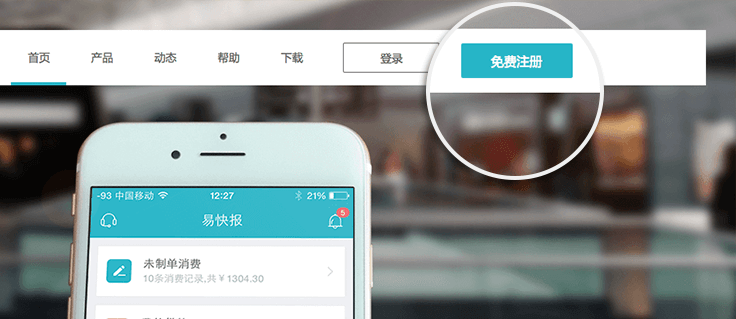 首页 产品 动态 帮助 下载 登录 免费注册
-93 中国移动 12:27 21%
易快报 5
未制单消费
10条消费记录,共￥1304.30